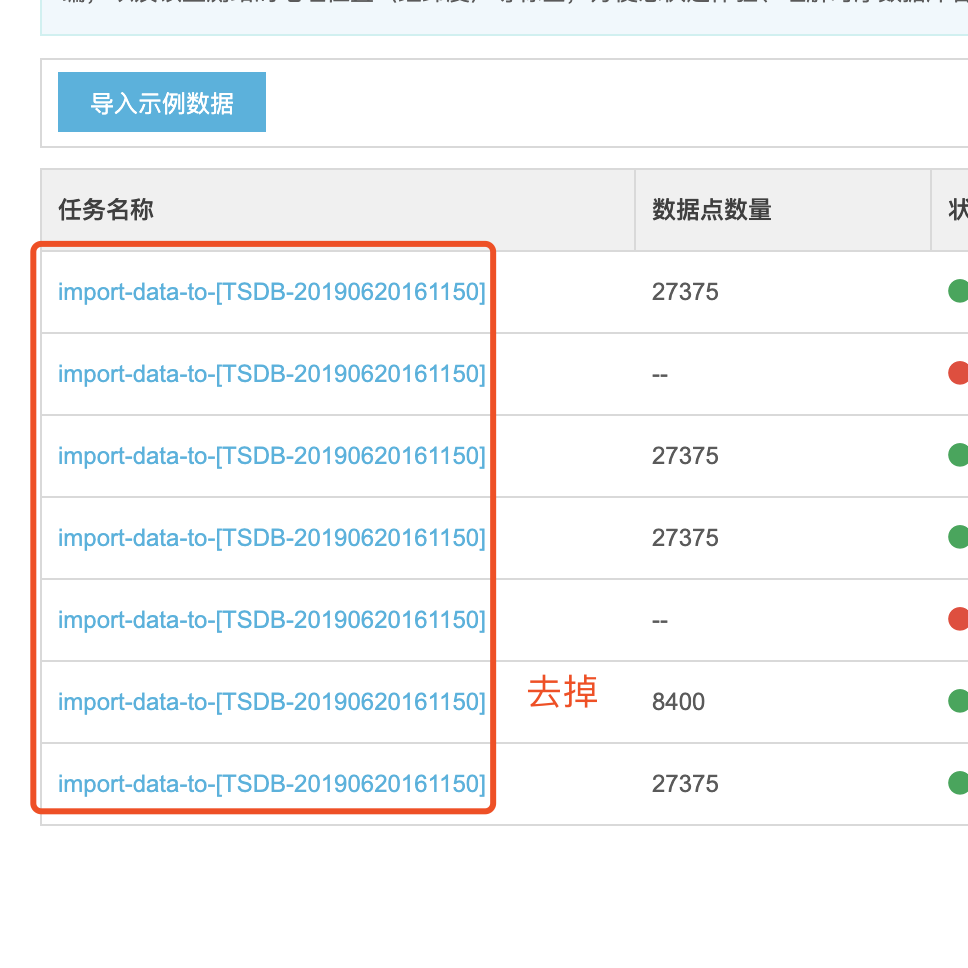 导入示例数据
任务名称 数据点数量 状
import-data-to-[TSDB-20190620161150] 27375
import-data-to-[TSDB-20190620161150] --
import-data-to-[TSDB-20190620161150] 27375
import-data-to-[TSDB-20190620161150] 27375
import-data-to-[TSDB-20190620161150] --
去掉
import-data-to-[TSDB-20190620161150] 8400
import-data-to-[TSDB-20190620161150] 27375